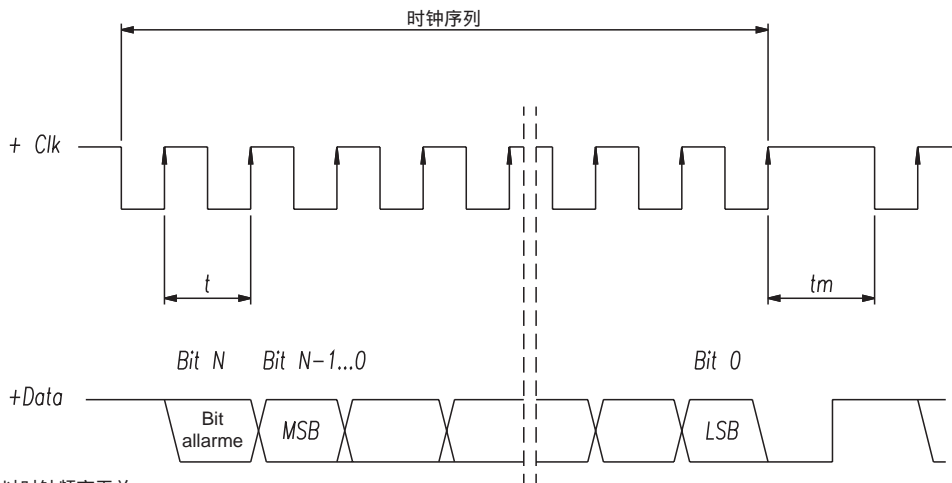 时钟序列
+ Clk
t
tm
Bit N
Bit N-1...0
Bit 0
+Data
Bit
allarme
MSB
LSB